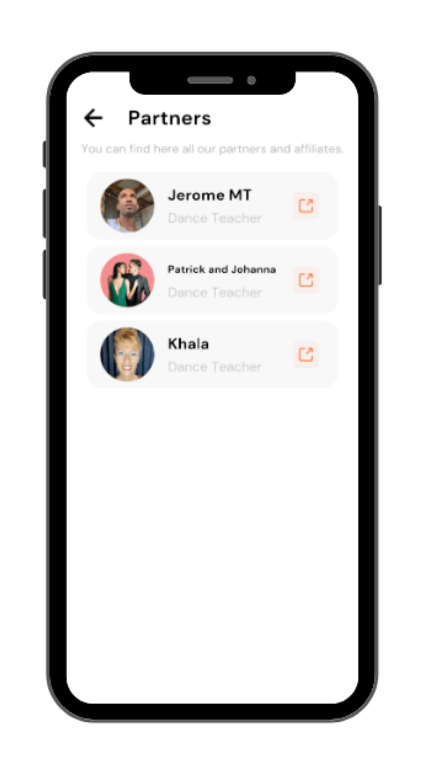 Partners
You can find here all our partners and affiliates.
Jerome MT
Dance Teacher
Patrick and Johanna
Dance Teacher
Khala
Dance Teacher